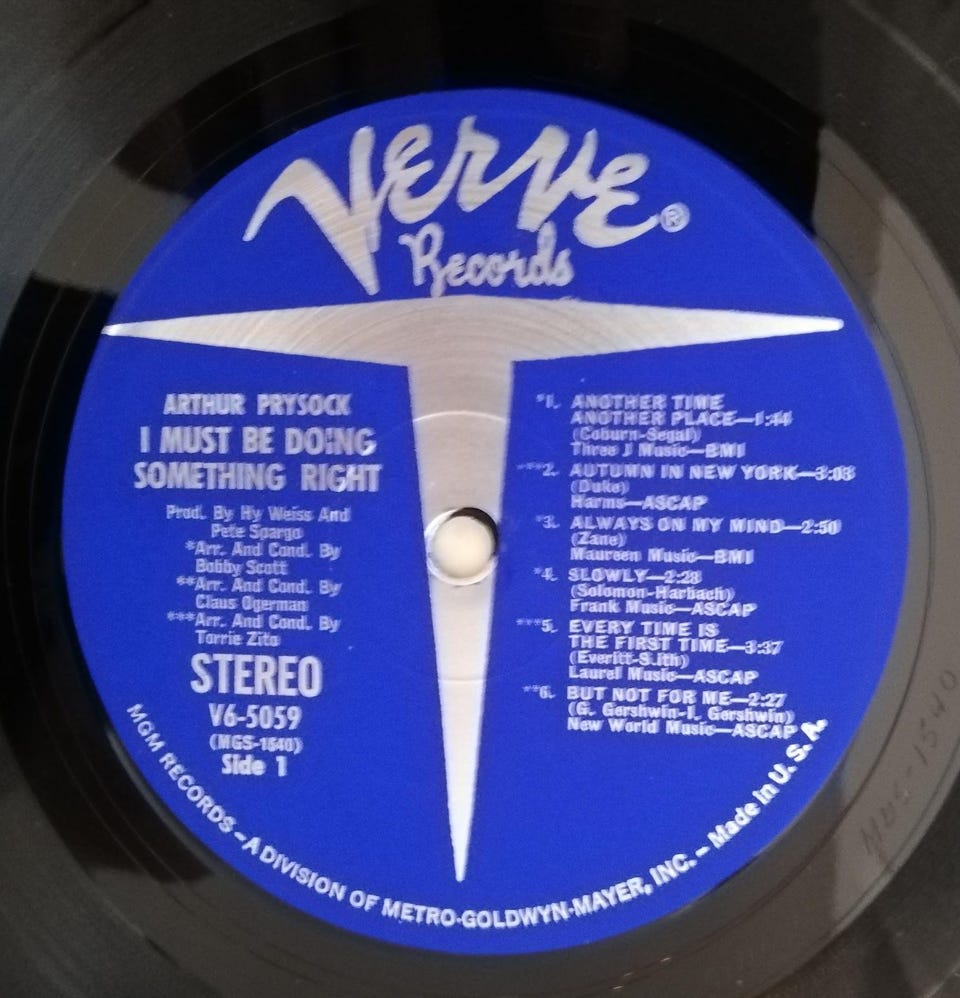 Verve®
Records
ARTHUR PRYSOCK
I MUST BE DOING
SOMETHING RIGHT
Prod. By Hy Weiss And
Pete Spargo
*Arr. And Cond. By
Bobby Scott
**Arr. And Cond. By
Claus Ogerman
***Arr. And Cond. By
Torrie Zito
STEREO
V6-5059
(MGS-1540)
Side 1
*1. ANOTHER TIME
ANOTHER PLACE—1:44
(Coburn-Segal)
Three J Music—BMI
***2. AUTUMN IN NEW YORK—3:03
(Duke)
Harms—ASCAP
*3. ALWAYS ON MY MIND—2:50
(Zane)
Maureen Music—BMI
*4. SLOWLY—2:28
(Solomon-Harbach)
Frank Music—ASCAP
***5. EVERY TIME IS
THE FIRST TIME—3:37
(Everitt-S.ith)
Laurel Music—ASCAP
**6. BUT NOT FOR ME—2:27
(G. Gershwin-I. Gershwin)
New World Music—ASCAP
MGM RECORDS – A DIVISION OF METRO-GOLDWYN-MAYER, INC. – Made in U. S. A.
MGS-1540